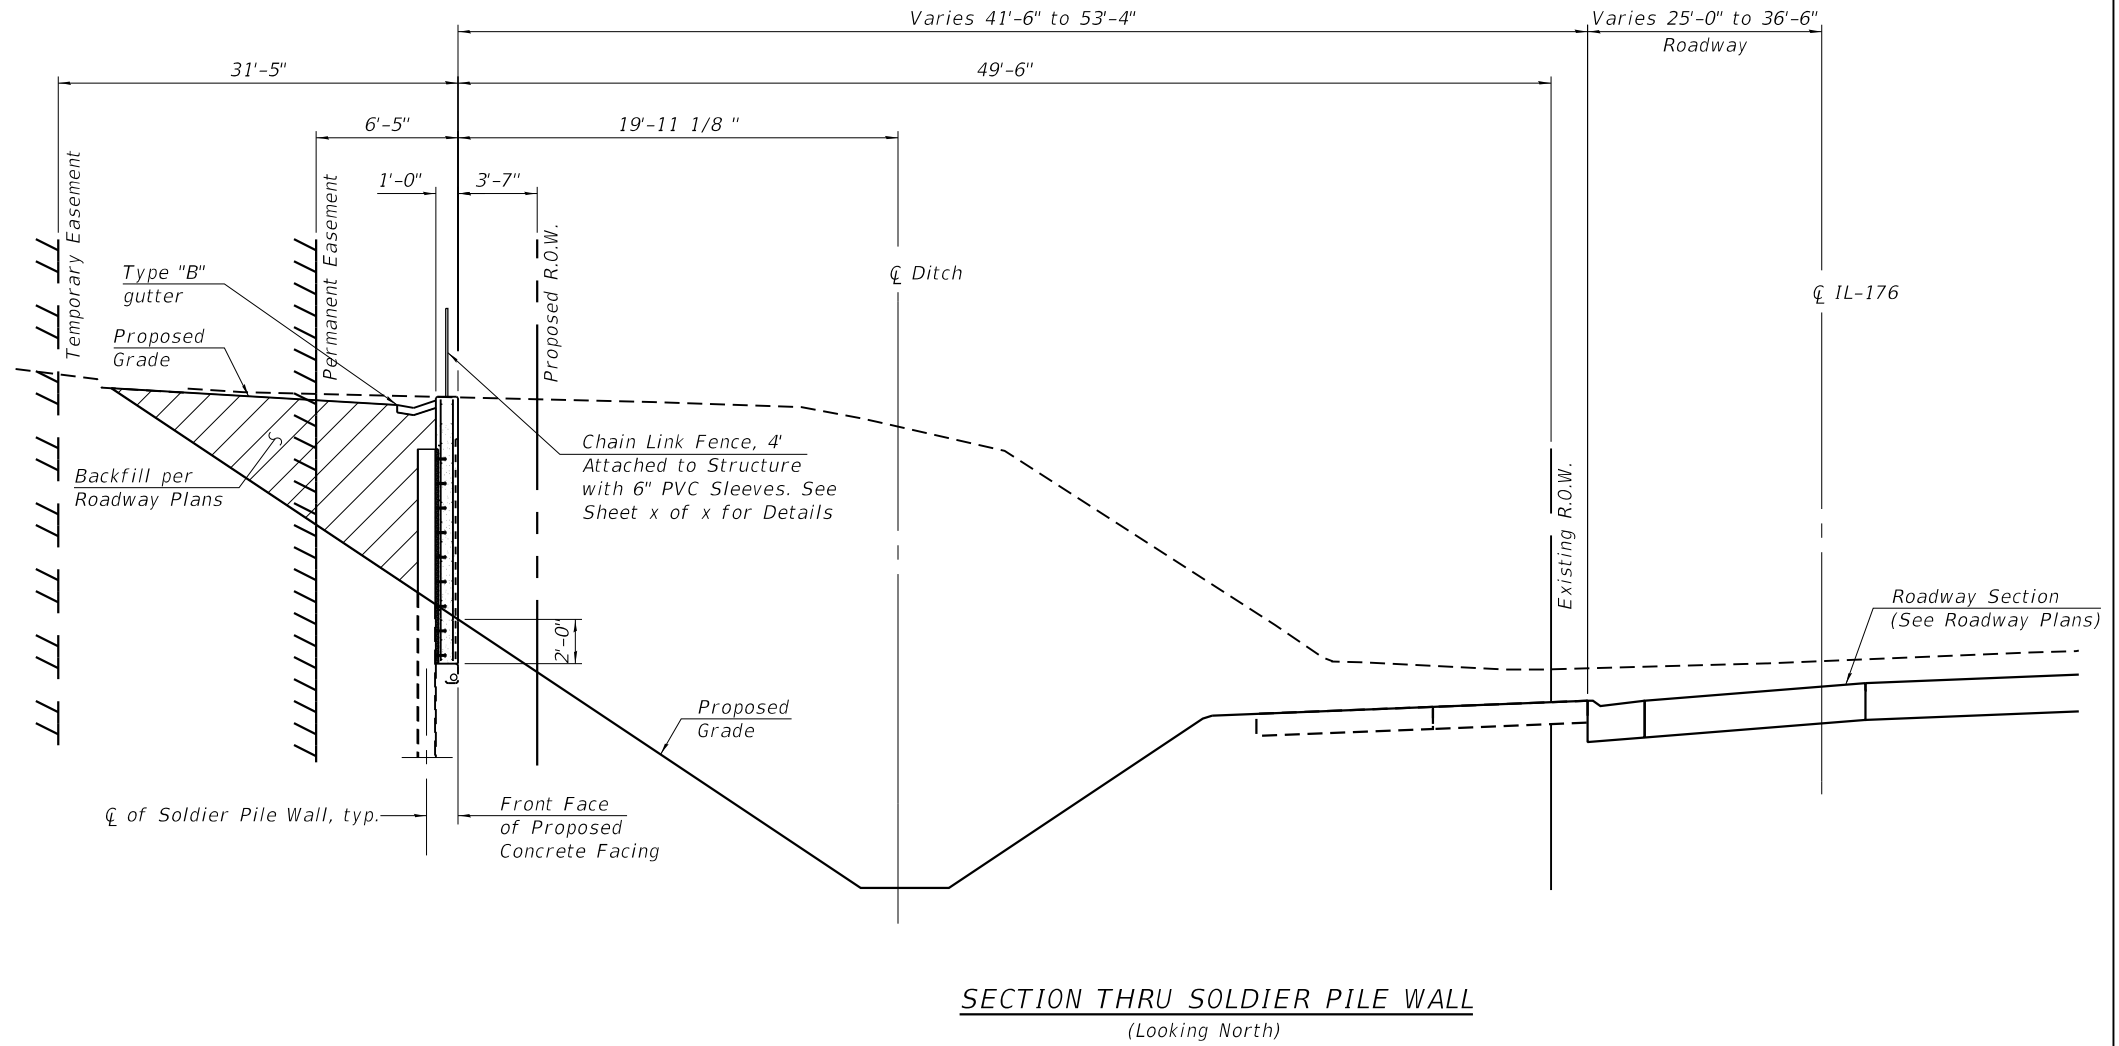 Varies 41'-6" to 53'-4"
Varies 25'-0" to 36'-6"
Roadway
31'-5"
49'-6"
6'-5"
19'-11 1/8 "
1'-0"
3'-7"
Temporary Easement
Permanent Easement
Proposed R.O.W.
Type "B"
gutter
℄ Ditch
℄ IL-176
Proposed
Grade
Chain Link Fence, 4'
Attached to Structure
with 6" PVC Sleeves. See
Sheet x of x for Details
Backfill per
Roadway Plans
Existing R.O.W.
Roadway Section
(See Roadway Plans)
2'-0"
Proposed
Grade
℄ of Soldier Pile Wall, typ.
Front Face
of Proposed
Concrete Facing
SECTION THRU SOLDIER PILE WALL
(Looking North)